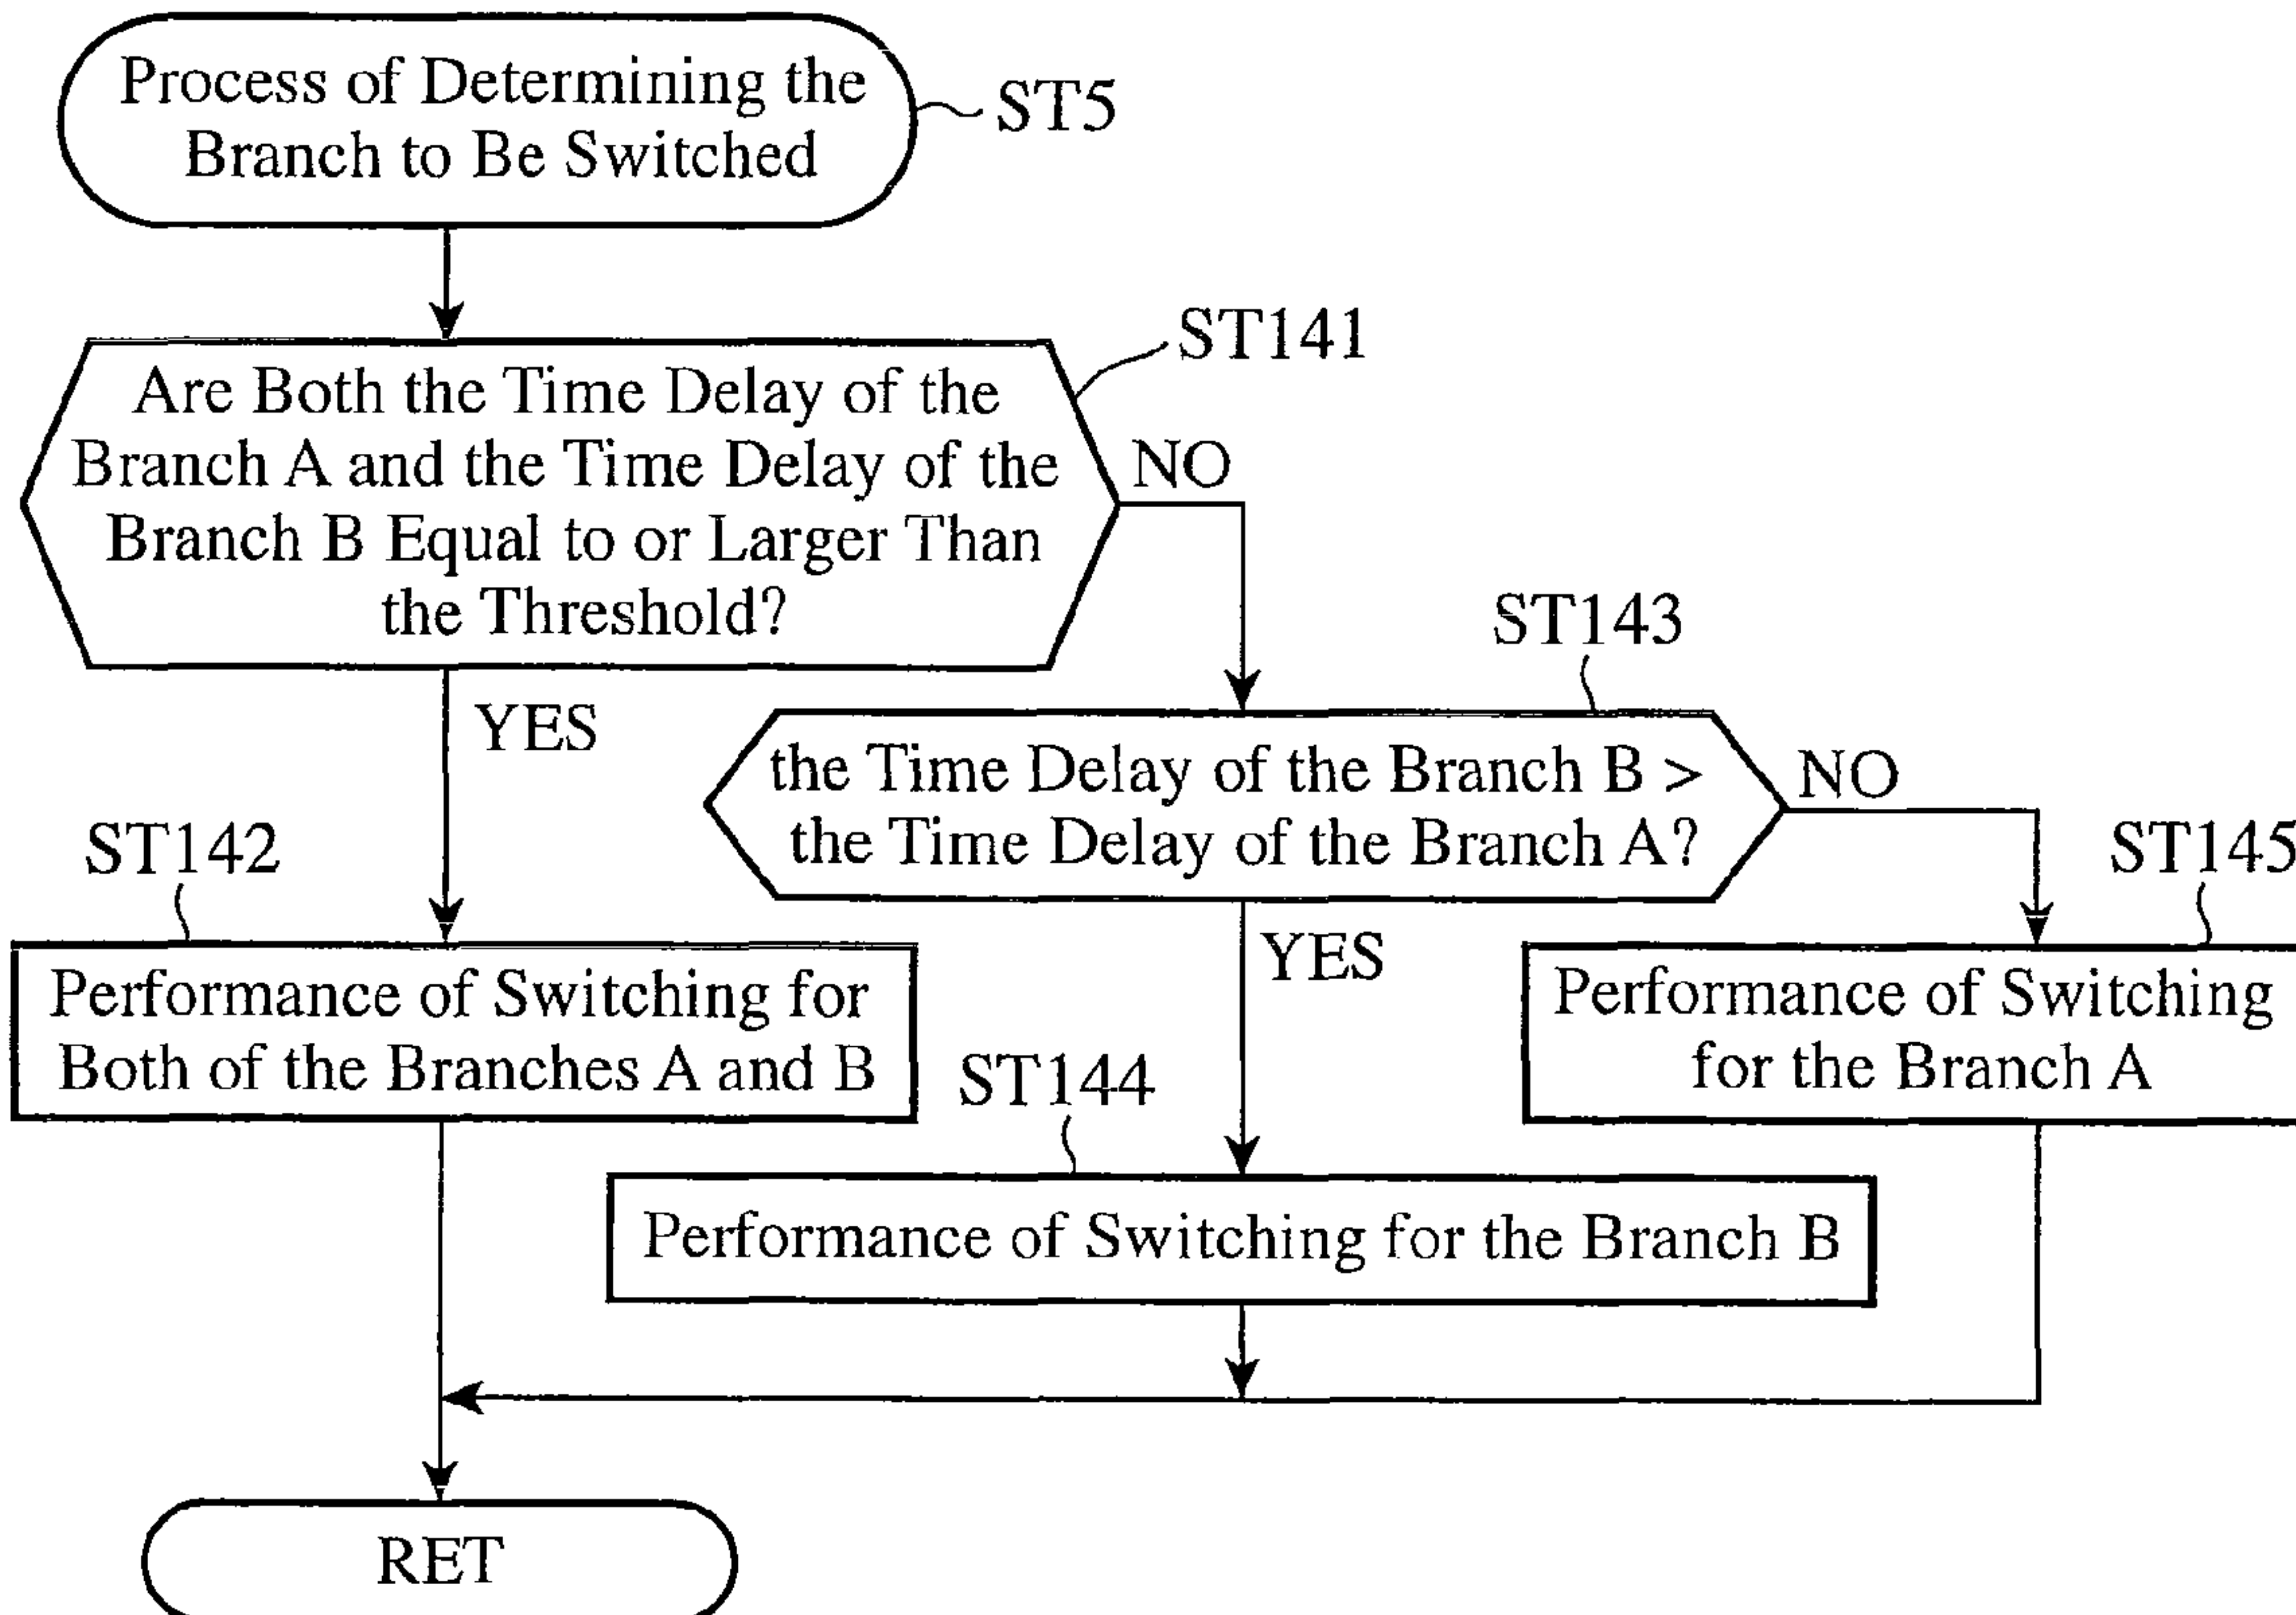 Process of Determining the
Branch to Be Switched
ST5
ST141
Are Both the Time Delay of the
Branch A and the Time Delay of the
Branch B Equal to or Larger Than
the Threshold?
NO
YES
ST143
the Time Delay of the Branch B >
the Time Delay of the Branch A?
NO
YES
ST142
Performance of Switching for
Both of the Branches A and B
ST145
Performance of Switching
for the Branch A
ST144
Performance of Switching for the Branch B
RET